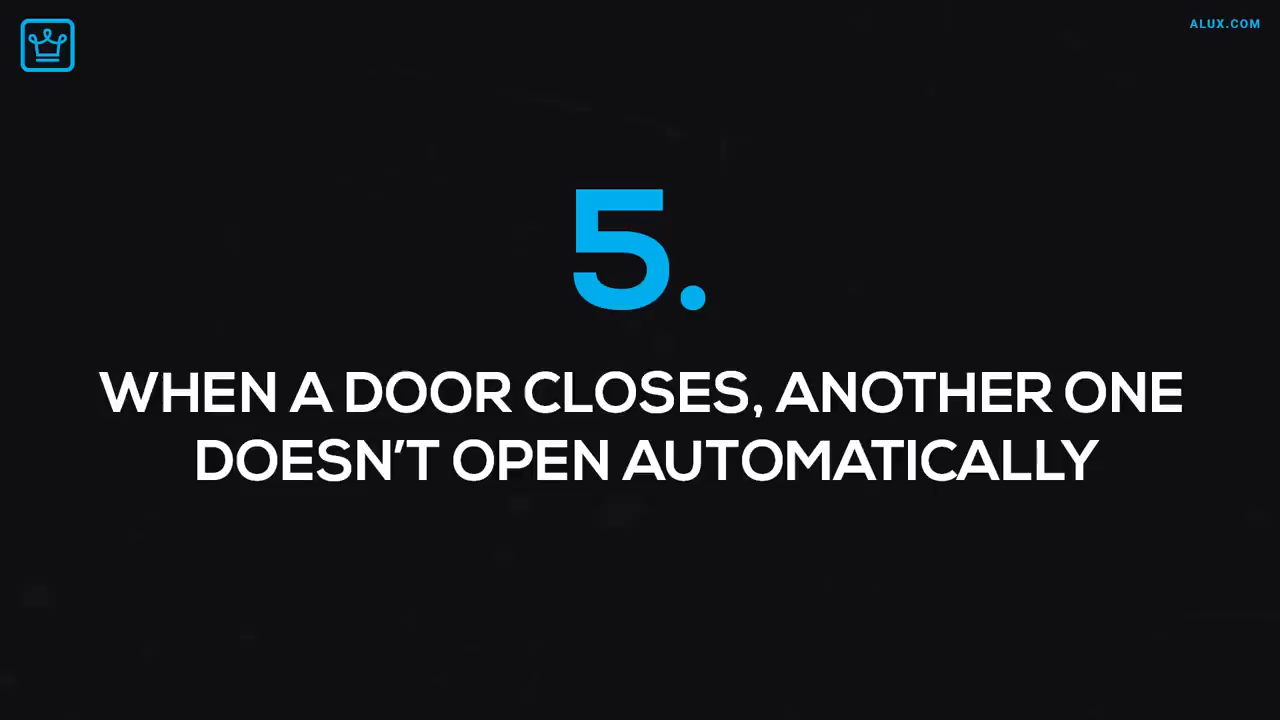 ALUX.COM
5.
WHEN A DOOR CLOSES, ANOTHER ONE
DOESN'T OPEN AUTOMATICALLY